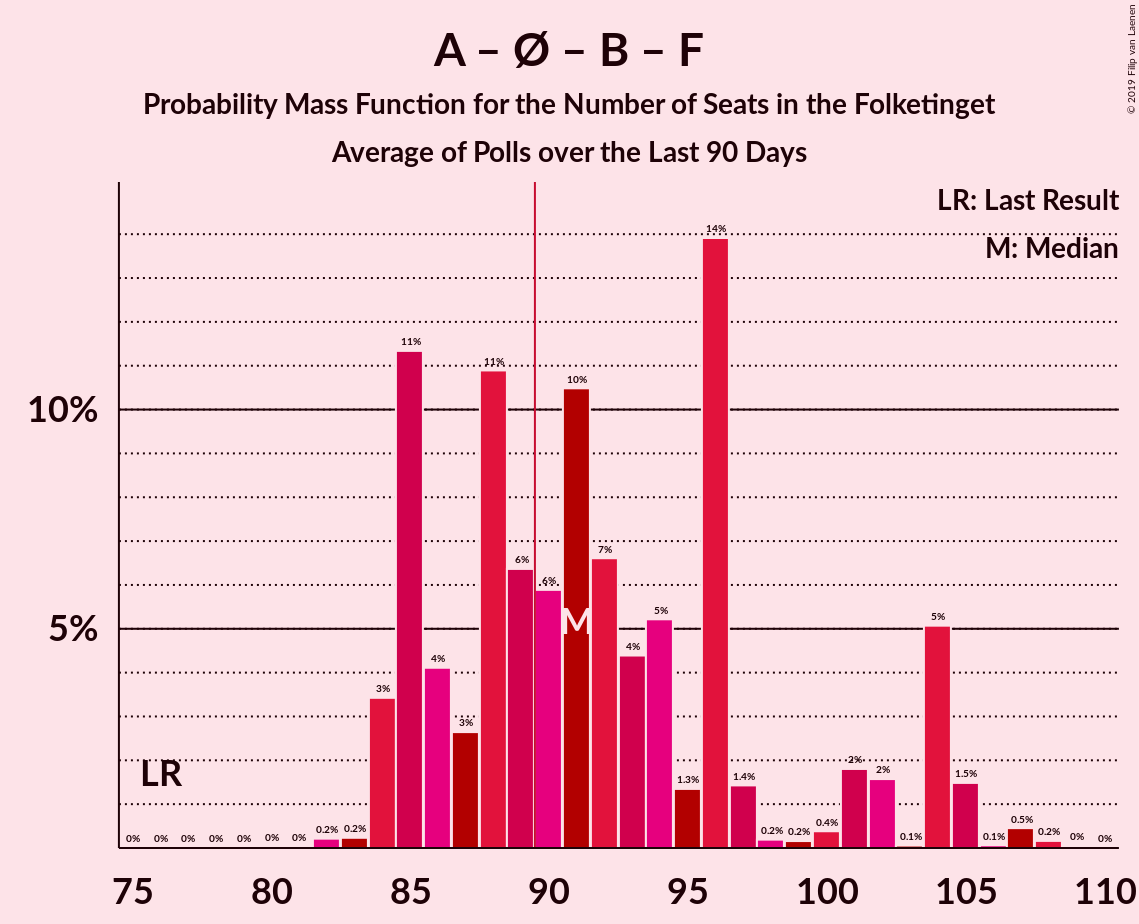 A – Ø – B – F
Probability Mass Function for the Number of Seats in the Folketinget
Average of Polls over the Last 90 Days
© 2019 Filip van Laenen
LR: Last Result
M: Median
14%
11%
11%
10%
10%
7%
6%
6%
5%
5%
5%
M
4%
4%
3%
3%
LR
2%
2%
1.3%
1.4%
1.5%
0% 0% 0% 0% 0% 0% 0% 0.2% 0.2% 0.2% 0.2% 0.4% 0.1% 0.1% 0.5% 0.2% 0% 0%
75 80 85 90 95 100 105 110